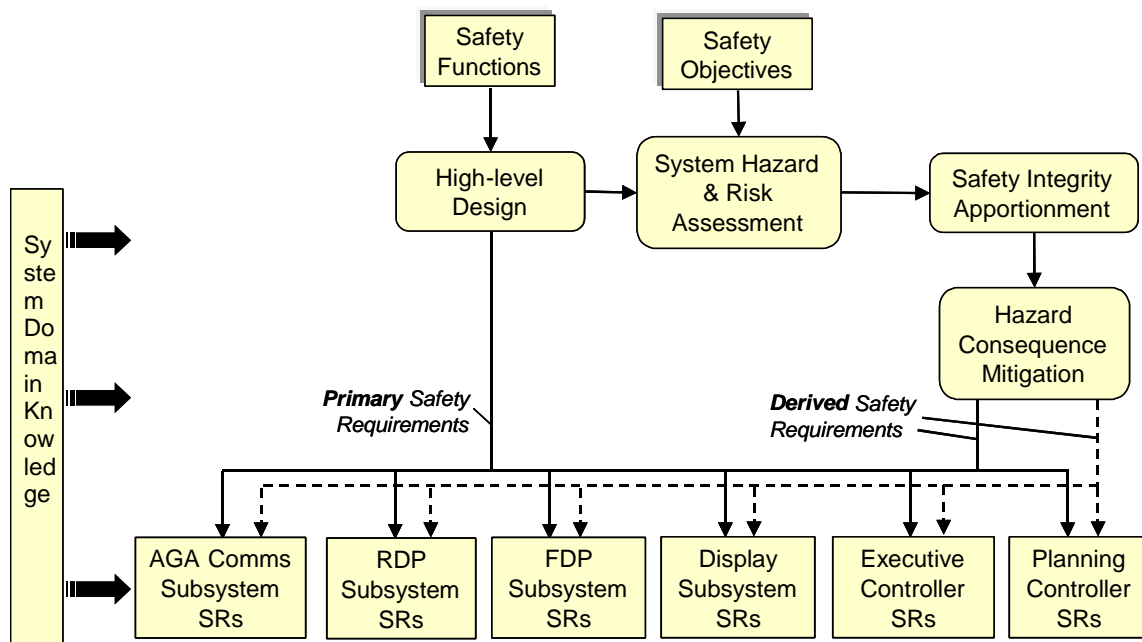 Safety
Functions
Safety
Objectives
High-level
Design
System Hazard
& Risk
Assessment
Safety Integrity
Apportionment
Sy
ste
m
Do
ma
in
Kn
ow
led
ge
Hazard
Consequence
Mitigation
Primary Safety
Requirements
Derived Safety
Requirements
AGA Comms
Subsystem
SRs
RDP
Subsystem
SRs
FDP
Subsystem
SRs
Display
Subsystem
SRs
Executive
Controller
SRs
Planning
Controller
SRs